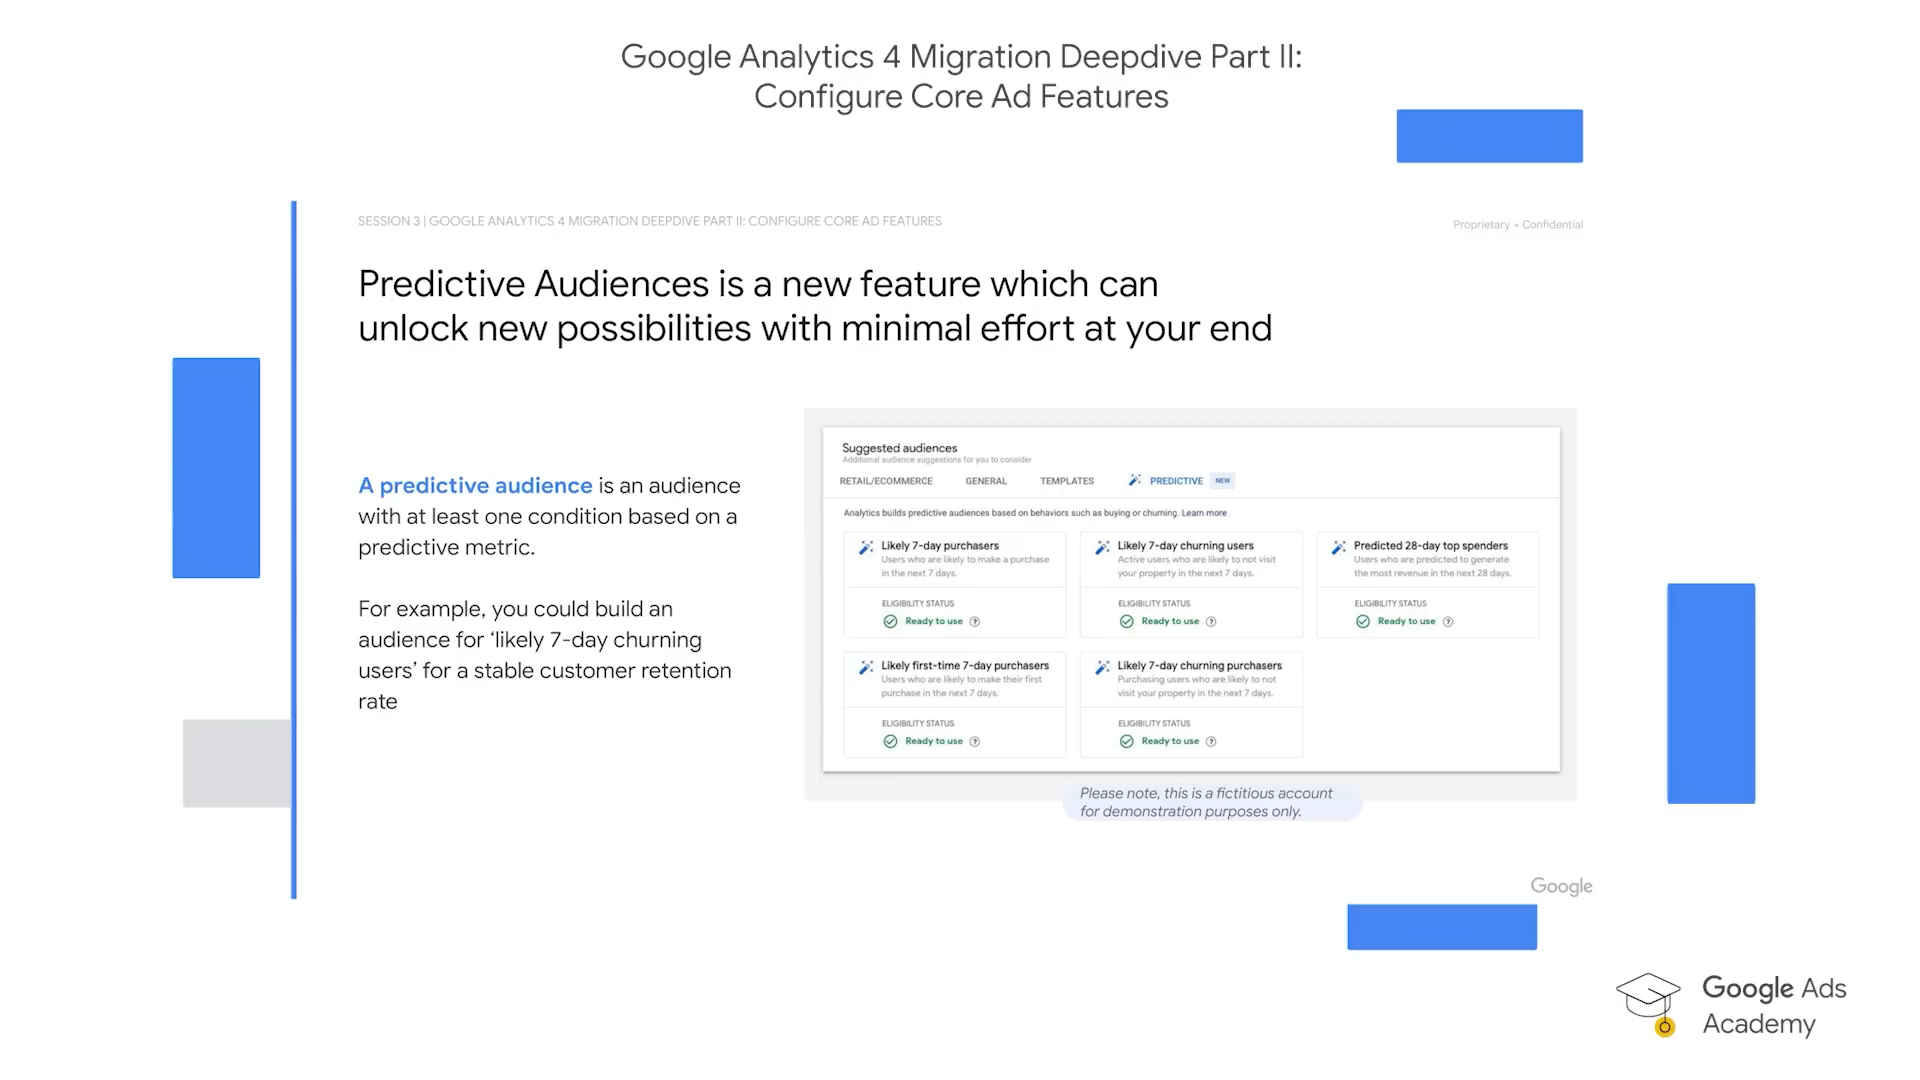 Google Analytics 4 Migration Deepdive Part II:
Configure Core Ad Features
SESSION 3 | GOOGLE ANALYTICS 4 MIGRATION DEEPDIVE PART II: CONFIGURE CORE AD FEATURES
Proprietary + Confidential
Predictive Audiences is a new feature which can
unlock new possibilities with minimal effort at your end
A predictive audience is an audience
with at least one condition based on a
predictive metric.
For example, you could build an
audience for ‘likely 7-day churning
users’ for a stable customer retention
rate
Suggested audiences
Additional audience suggestions for you to consider
RETAIL/ECOMMERCE GENERAL TEMPLATES PREDICTIVE NEW
Analytics builds predictive audiences based on behaviors such as buying or churning. Learn more
Likely 7-day purchasers
Users who are likely to make a purchase
in the next 7 days.
ELIGIBILITY STATUS
Ready to use
Likely 7-day churning users
Active users who are likely to not visit
your property in the next 7 days.
ELIGIBILITY STATUS
Ready to use
Predicted 28-day top spenders
Users who are predicted to generate
the most revenue in the next 28 days.
ELIGIBILITY STATUS
Ready to use
Likely first-time 7-day purchasers
Users who are likely to make their first
purchase in the next 7 days.
ELIGIBILITY STATUS
Ready to use
Likely 7-day churning purchasers
Purchasing users who are likely to not
visit your property in the next 7 days.
ELIGIBILITY STATUS
Ready to use
Please note, this is a fictitious account
for demonstration purposes only.
Google
Google Ads
Academy